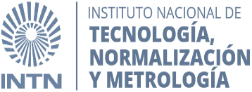 INTN
INSTITUTO NACIONAL DE
TECNOLOGÍA,
NORMALIZACIÓN
Y METROLOGÍA